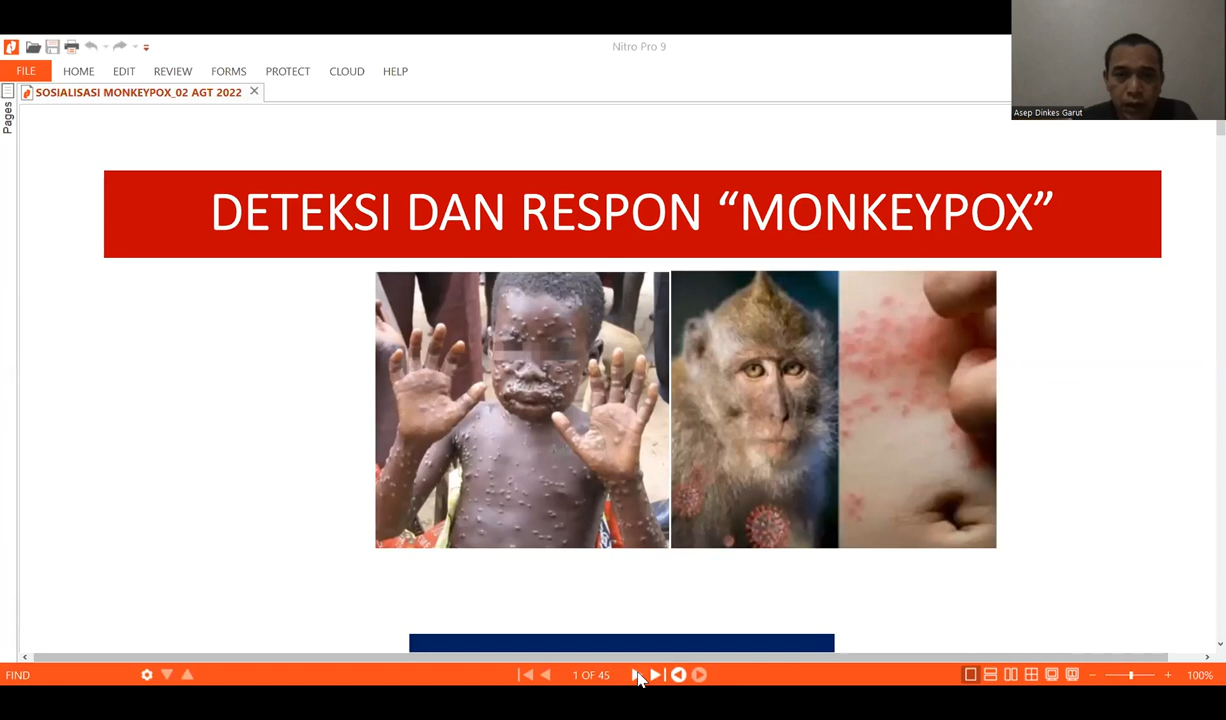 Nitro Pro 9
FILE HOME EDIT REVIEW FORMS PROTECT CLOUD HELP
SOSIALISASI MONKEYPOX_02 AGT 2022
Asep Dinkes Garut
Pages
DETEKSI DAN RESPON “MONKEYPOX”
FIND
1 OF 45
100%